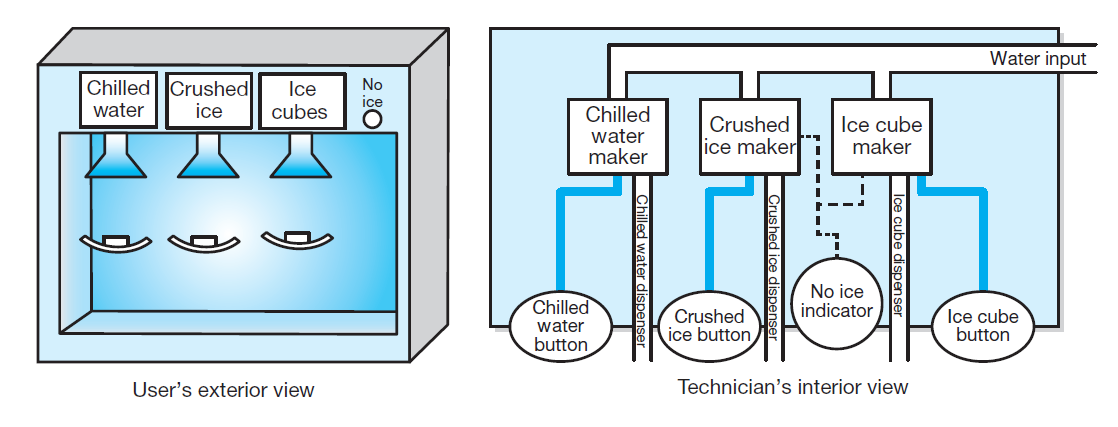 Chilled
water
Crushed
ice
Ice
cubes
No
ice
User's exterior view
Water input
Chilled
water
maker
Crushed
ice maker
Ice cube
maker
Chilled water dispenser
Crushed ice dispenser
Ice cube dispenser
Chilled
water
button
Crushed
ice button
No ice
indicator
Ice cube
button
Technician's interior view